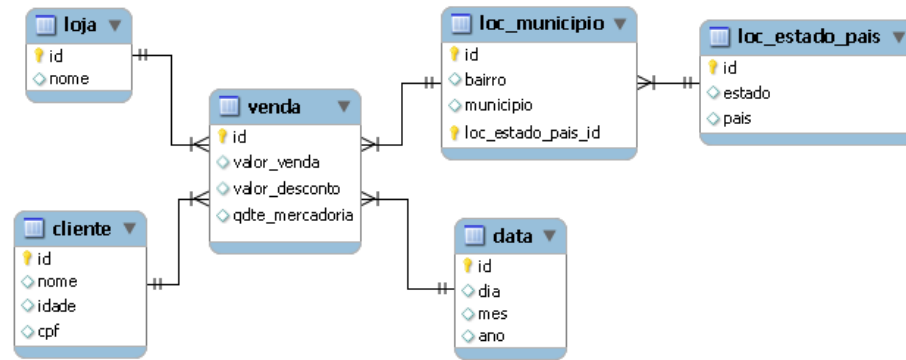 loja
id
nome
venda
id
valor_venda
valor_desconto
qdte_mercadoria
cliente
id
nome
idade
cpf
loc_municipio
id
bairro
municipio
loc_estado_pais_id
loc_estado_pais
id
estado
pais
data
id
dia
mes
ano